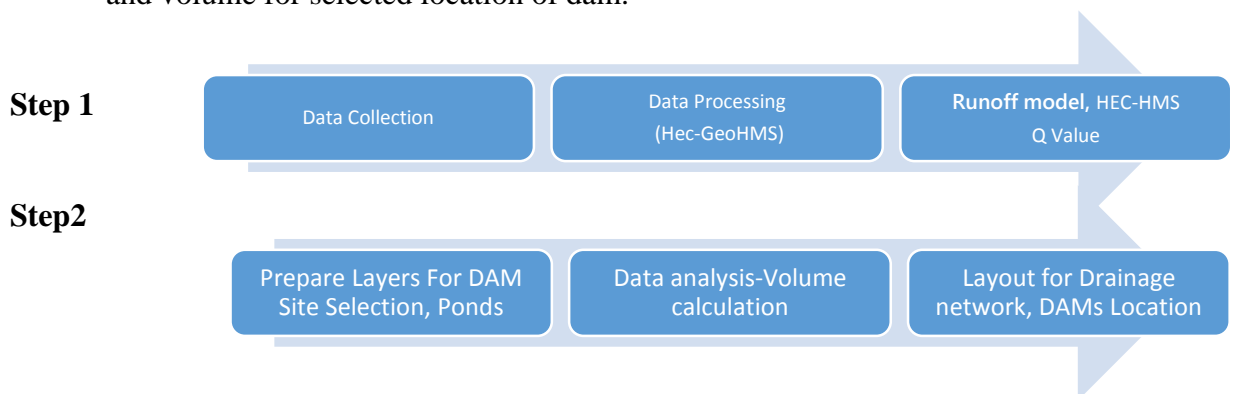 and volume for selected location of dam.
Step 1
Data Collection
Data Processing
(Hec-GeoHMS)
Runoff model, HEC-HMS
Q Value
Step2
Prepare Layers For DAM
Site Selection, Ponds
Data analysis-Volume
calculation
Layout for Drainage
network, DAMs Location